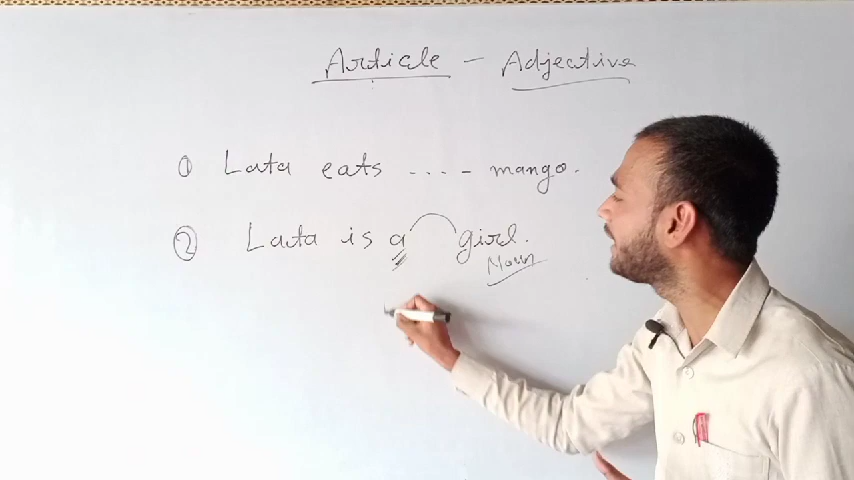 Article - Adjective
① Lata eats .... - mango.
② Lata is a girl.
Noun